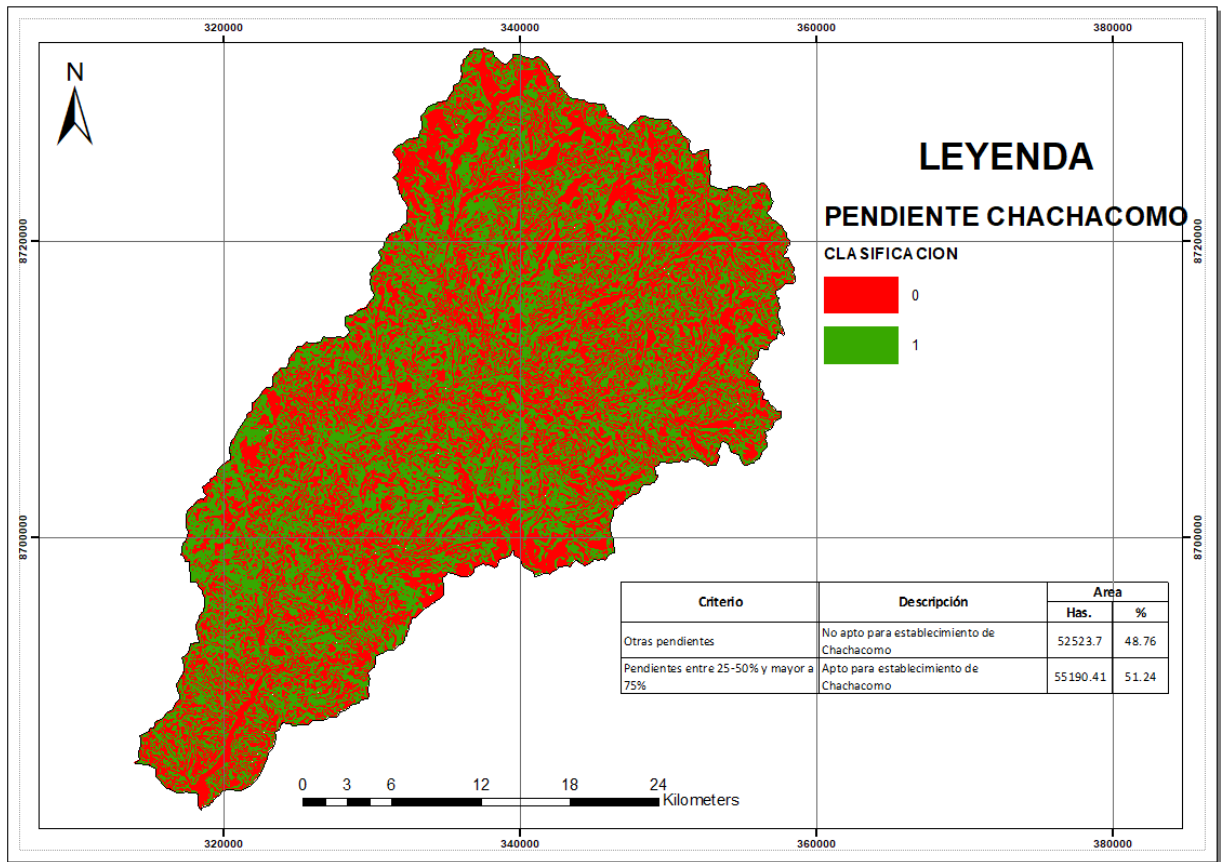 320000 340000 360000 380000
N
LEYENDA
PENDIENTE CHACHACOMO
CLASIFICACION
0
1
8720000 8720000
8700000 8700000
Criterio Descripción Area
Has. %
Otras pendientes No apto para establecimiento de Chachacomo 52523.7 48.76
Pendientes entre 25-50% y mayor a 75% Apto para establecimiento de Chachacomo 55190.41 51.24
0 3 6 12 18 24
Kilometers
320000 340000 360000 380000